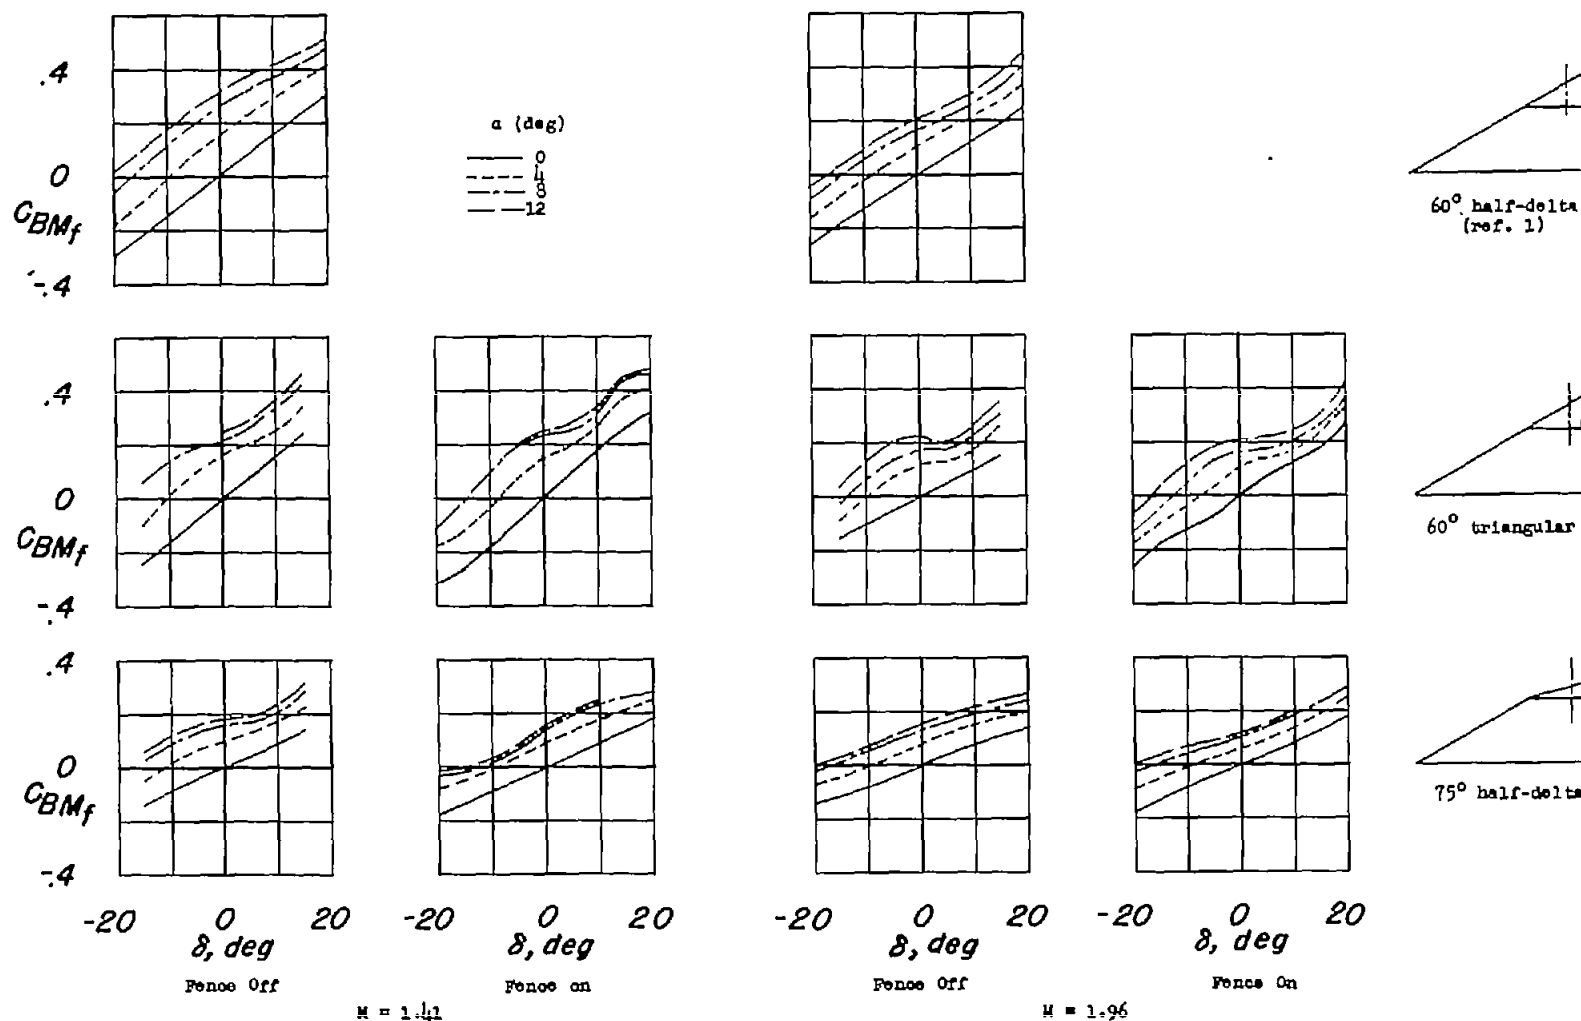 .4
0
C_BMf
-.4
α (deg)
0
4
8
12
60° half-delta
(ref. 1)
.4
0
C_BMf
-.4
60° triangular
.4
0
C_BMf
-.4
75° half-delta
-20 0 20 -20 0 20 -20 0 20 -20 0 20
δ, deg δ, deg δ, deg δ, deg
Fence Off Fence on Fence Off Fence On
M = 1.41 M = 1.96